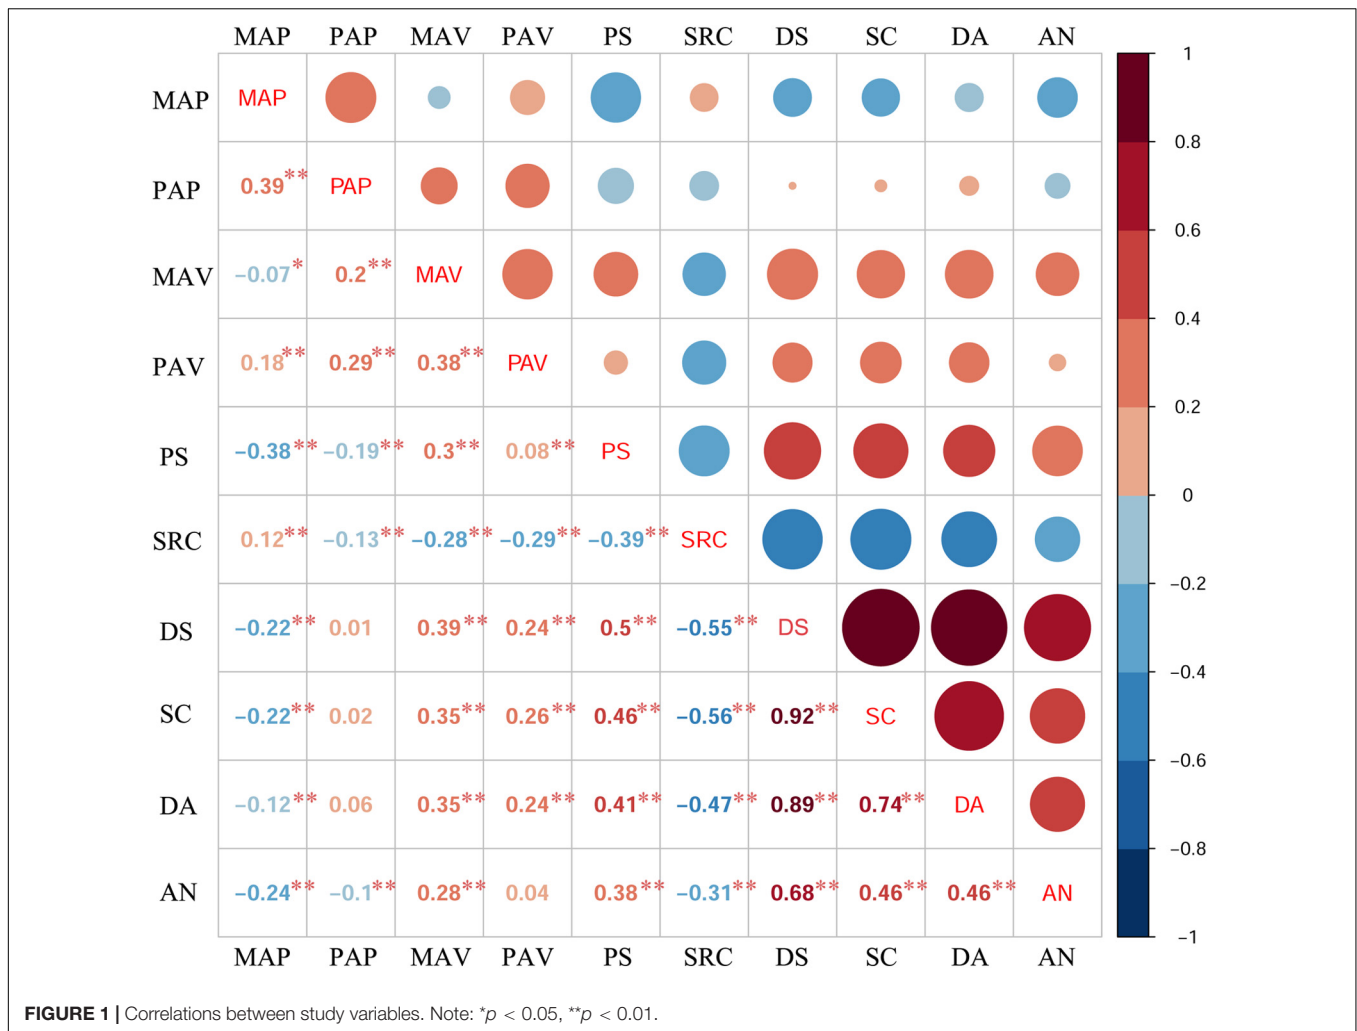 MAP PAP MAV PAV PS SRC DS SC DA AN
1
MAP MAP
0.8
PAP 0.39** PAP
0.6
MAV −0.07* 0.2** MAV
0.4
PAV 0.18** 0.29** 0.38** PAV
0.2
PS −0.38** −0.19** 0.3** 0.08** PS
0
SRC 0.12** −0.13** −0.28** −0.29** −0.39** SRC
−0.2
DS −0.22** 0.01 0.39** 0.24** 0.5** −0.55** DS
−0.4
SC −0.22** 0.02 0.35** 0.26** 0.46** −0.56** 0.92** SC
−0.6
DA −0.12** 0.06 0.35** 0.24** 0.41** −0.47** 0.89** 0.74** DA
−0.8
AN −0.24** −0.1** 0.28** 0.04 0.38** −0.31** 0.68** 0.46** 0.46** AN
−1
MAP PAP MAV PAV PS SRC DS SC DA AN
FIGURE 1 | Correlations between study variables. Note: *p < 0.05, **p < 0.01.